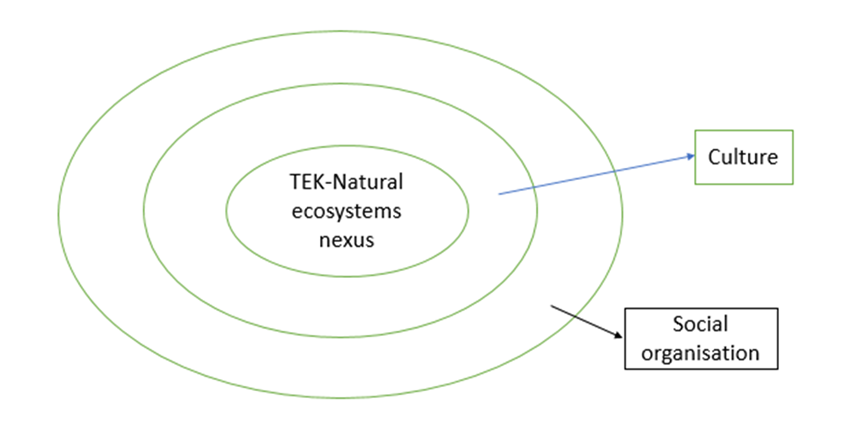 TEK-Natural
ecosystems
nexus
Culture
Social
organisation